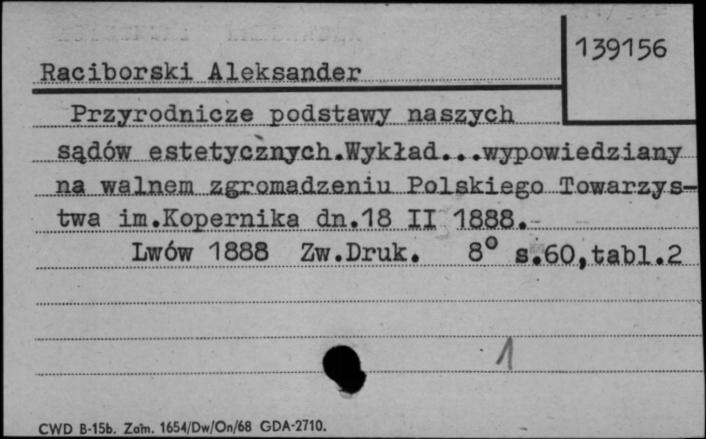 139156
Raciborski Aleksander
Przyrodnicze podstawy naszych
sądów estetycznych.Wykład...wypowiedziany
na walnem zgromadzeniu Polskiego Towarzys-
twa im.Kopernika dn.18 II 1888.-
Lwów 1888 Zw.Druk. 8° s.60,tabl.2
1
CWD B-15b. Zam. 1654/Dw/On/68 GDA-2710.